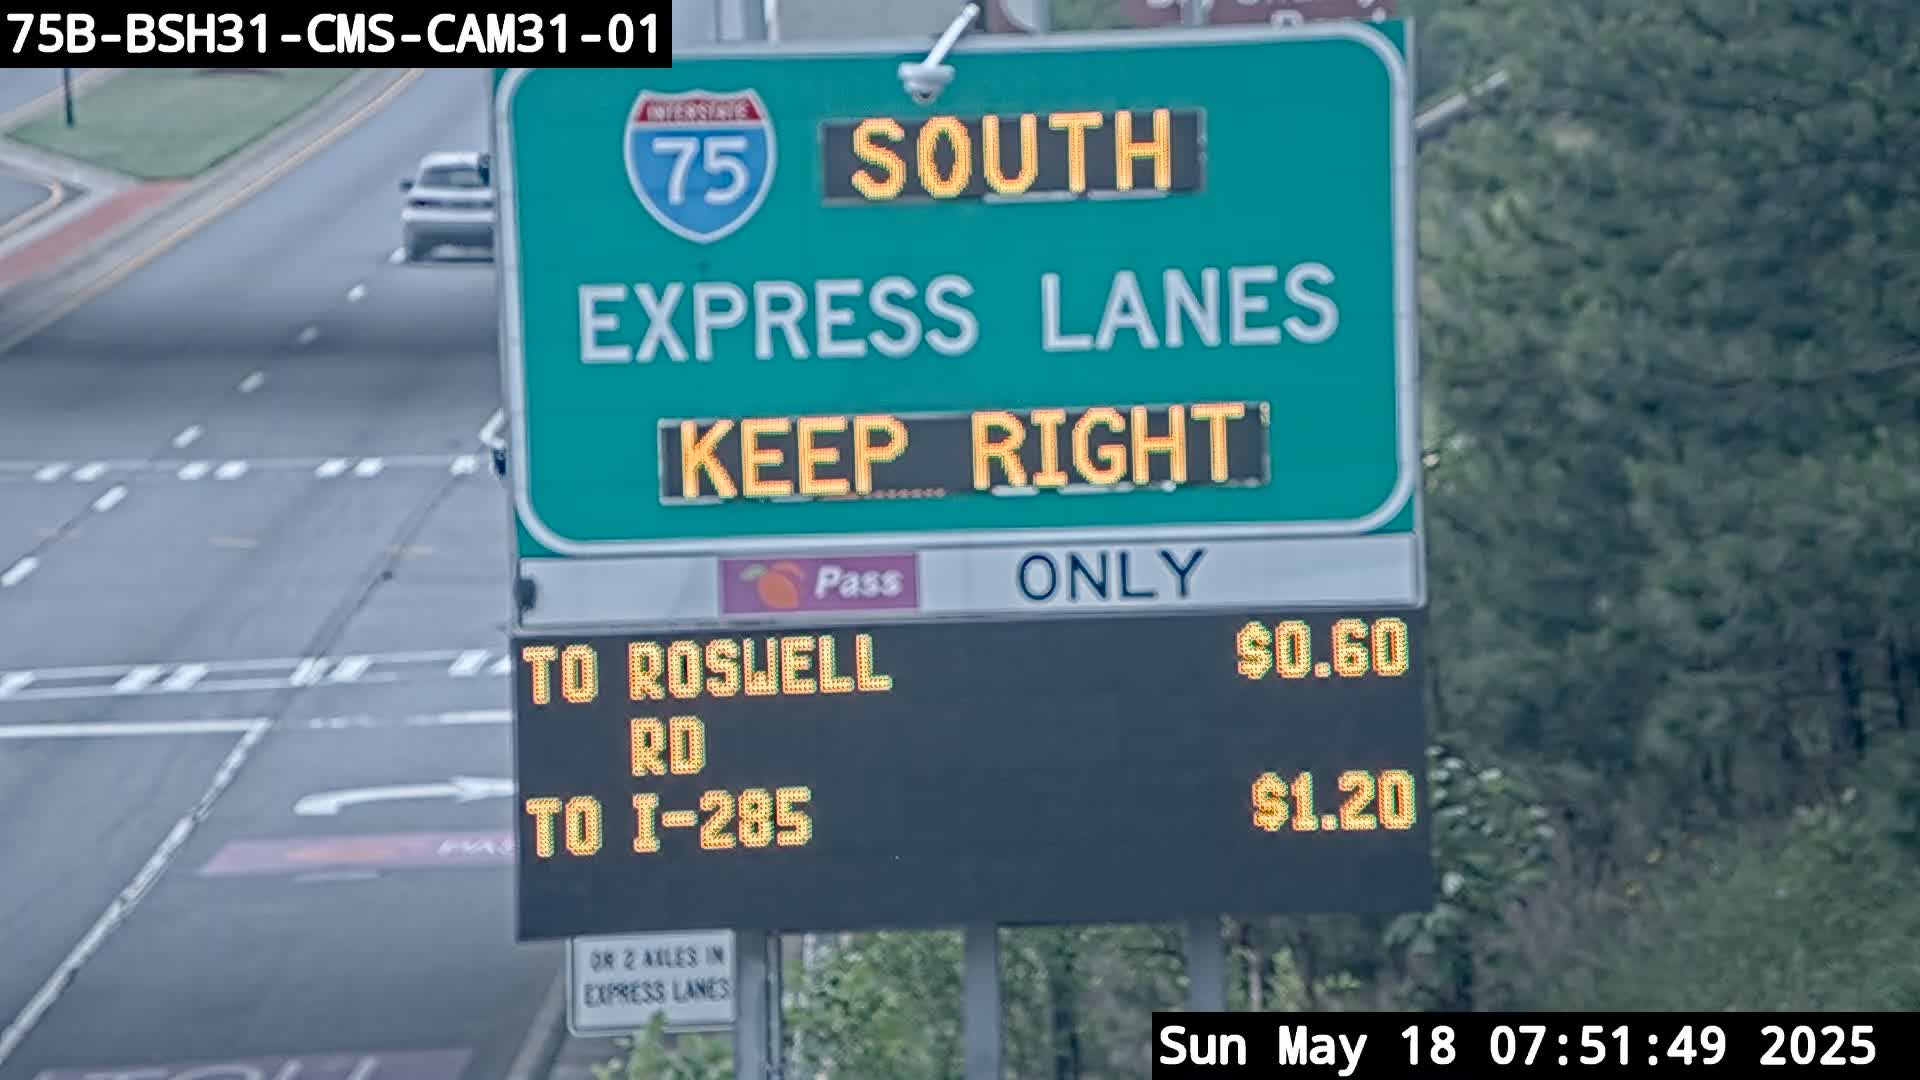 75B-BSH31-CMS-CAM31-01
INTERSTATE
75
SOUTH
EXPRESS LANES
KEEP RIGHT
Pass ONLY
TO ROSWELL $0.60
RD
TO I-285 $1.20
OR 2 AXLES IN
EXPRESS LANES
Sun May 18 07:51:49 2025